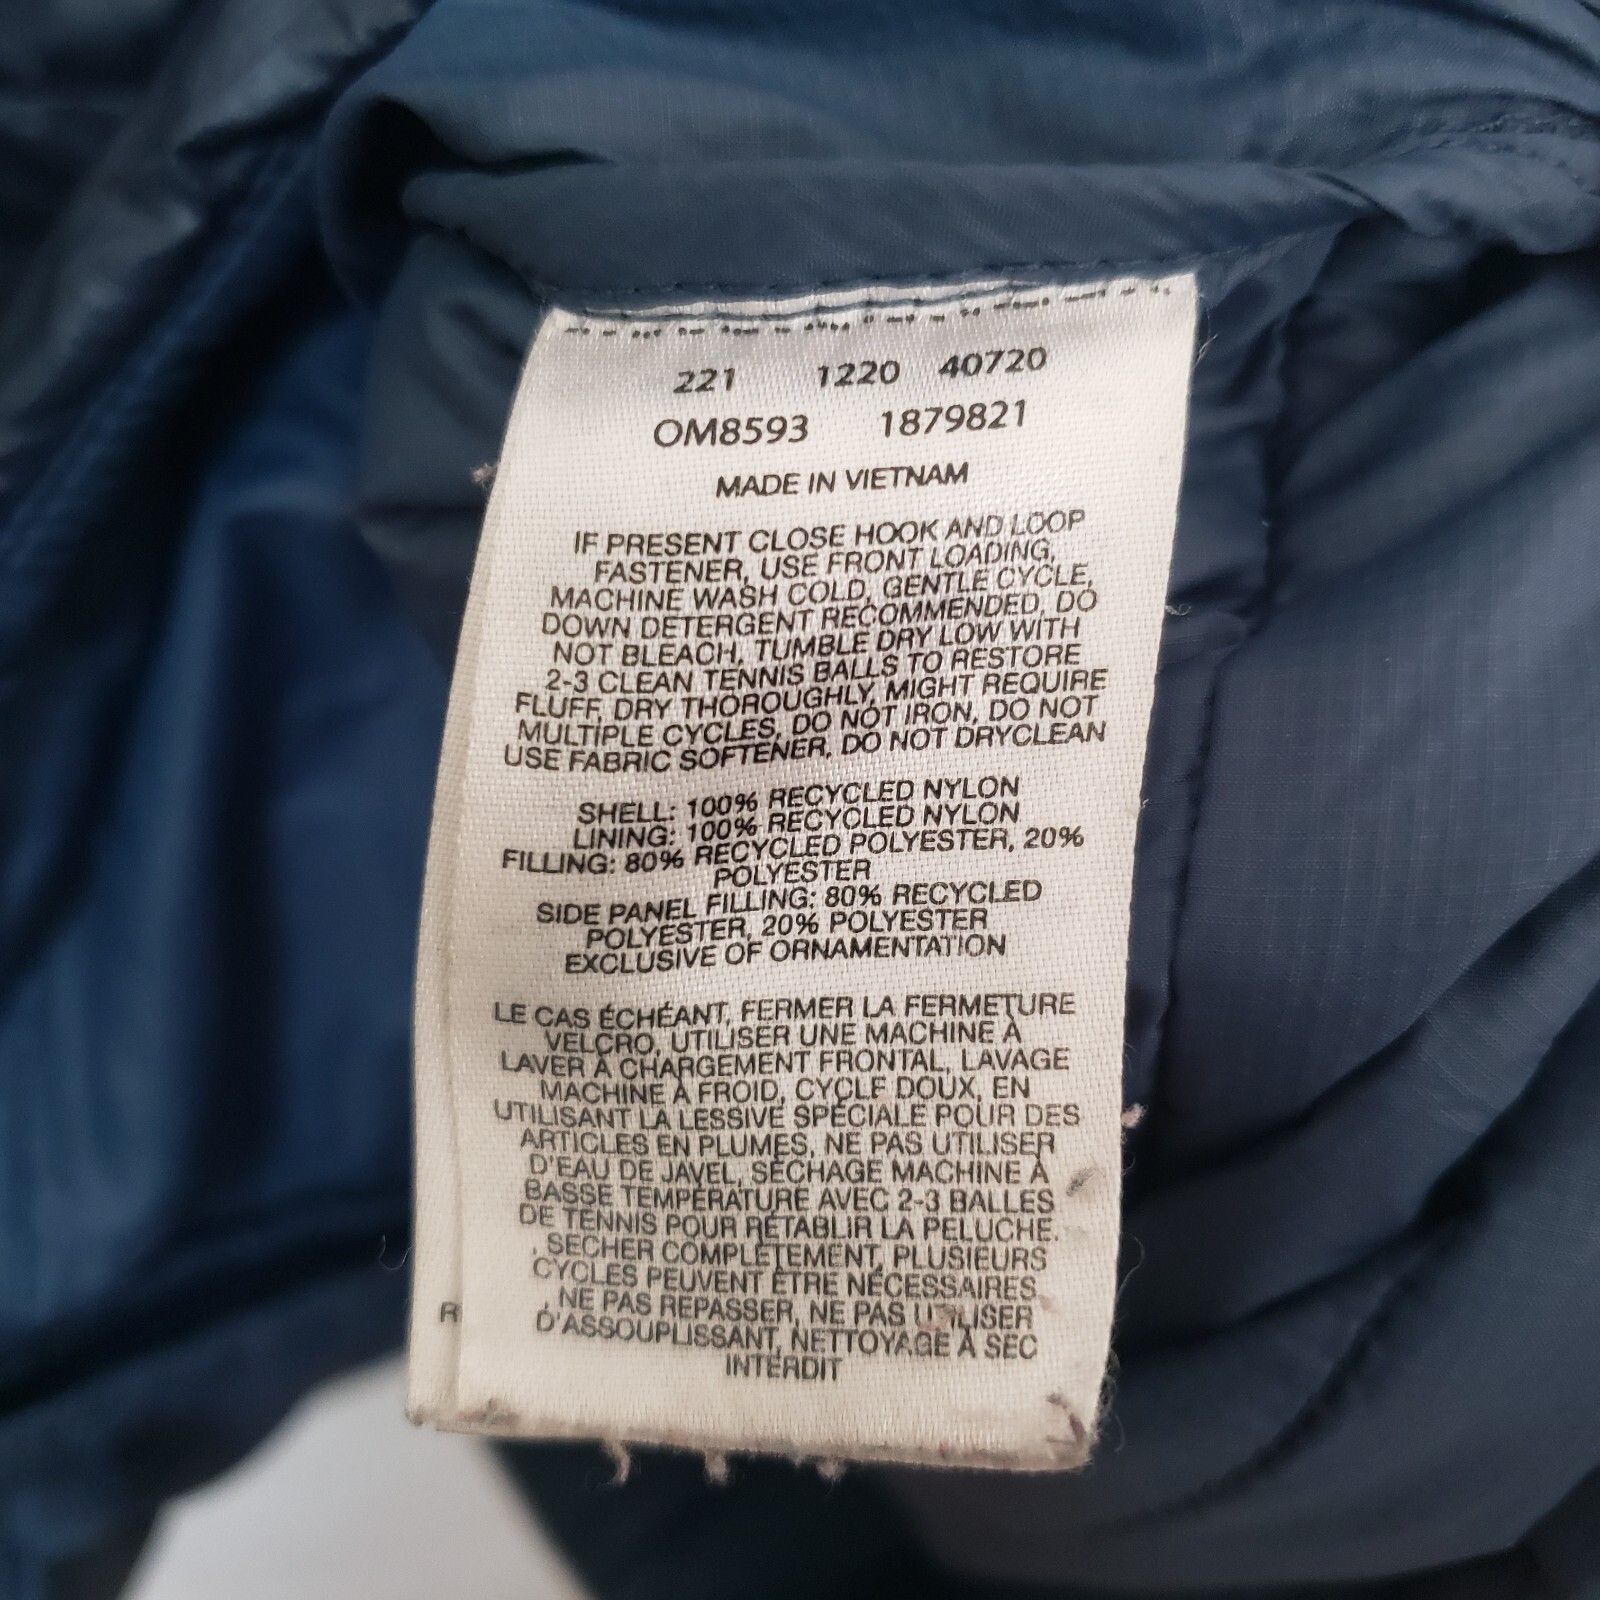 221 1220 40720
OM8593 1879821
MADE IN VIETNAM
IF PRESENT CLOSE HOOK AND LOOP
FASTENER, USE FRONT LOADING,
MACHINE WASH COLD, GENTLE CYCLE,
DOWN DETERGENT RECOMMENDED, DO
NOT BLEACH, TUMBLE DRY LOW WITH
2-3 CLEAN TENNIS BALLS TO RESTORE
FLUFF, DRY THOROUGHLY, MIGHT REQUIRE
MULTIPLE CYCLES, DO NOT IRON, DO NOT
USE FABRIC SOFTENER, DO NOT DRYCLEAN
SHELL: 100% RECYCLED NYLON
LINING: 100% RECYCLED NYLON
FILLING: 80% RECYCLED POLYESTER, 20%
POLYESTER
SIDE PANEL FILLING: 80% RECYCLED
POLYESTER, 20% POLYESTER
EXCLUSIVE OF ORNAMENTATION
LE CAS ÉCHÉANT, FERMER LA FERMETURE
VELCRO, UTILISER UNE MACHINE À
LAVER À CHARGEMENT FRONTAL, LAVAGE
MACHINE À FROID, CYCLE DOUX, EN
UTILISANT LA LESSIVE SPÉCIALE POUR DES
ARTICLES EN PLUMES, NE PAS UTILISER
D'EAU DE JAVEL, SÉCHAGE MACHINE À
BASSE TEMPÉRATURE AVEC 2-3 BALLES
DE TENNIS POUR RÉTABLIR LA PELUCHE.
, SÉCHER COMPLÈTEMENT, PLUSIEURS
CYCLES PEUVENT ÊTRE NÉCESSAIRES.
, NE PAS REPASSER, NE PAS UTILISER
D'ASSOUPLISSANT, NETTOYAGE À SEC
INTERDIT
R